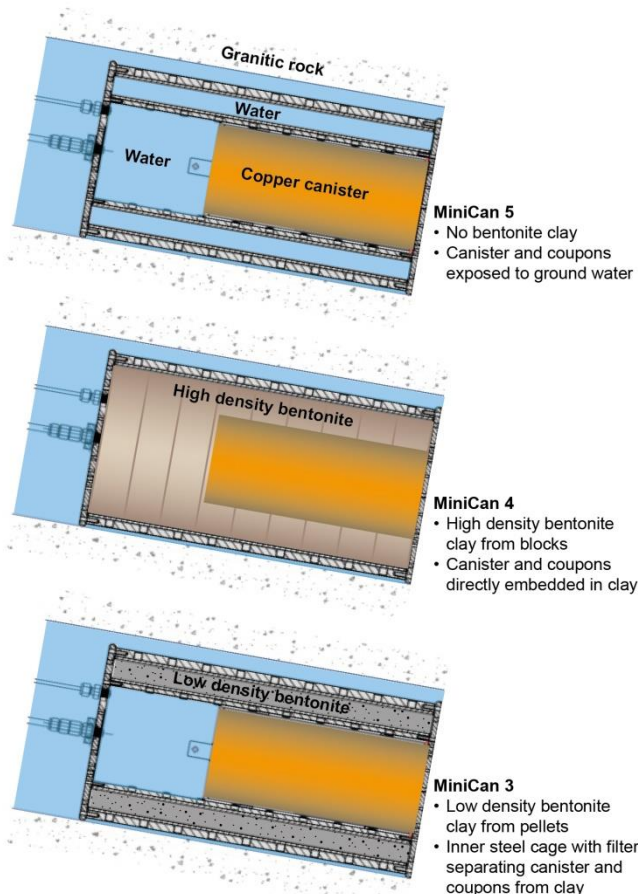 Granitic rock
Water
Water
Copper canister
MiniCan 5
• No bentonite clay
• Canister and coupons
exposed to ground water
High density bentonite
MiniCan 4
• High density bentonite
clay from blocks
• Canister and coupons
directly embedded in clay
Low density bentonite
MiniCan 3
• Low density bentonite
clay from pellets
• Inner steel cage with filter
separating canister and
coupons from clay